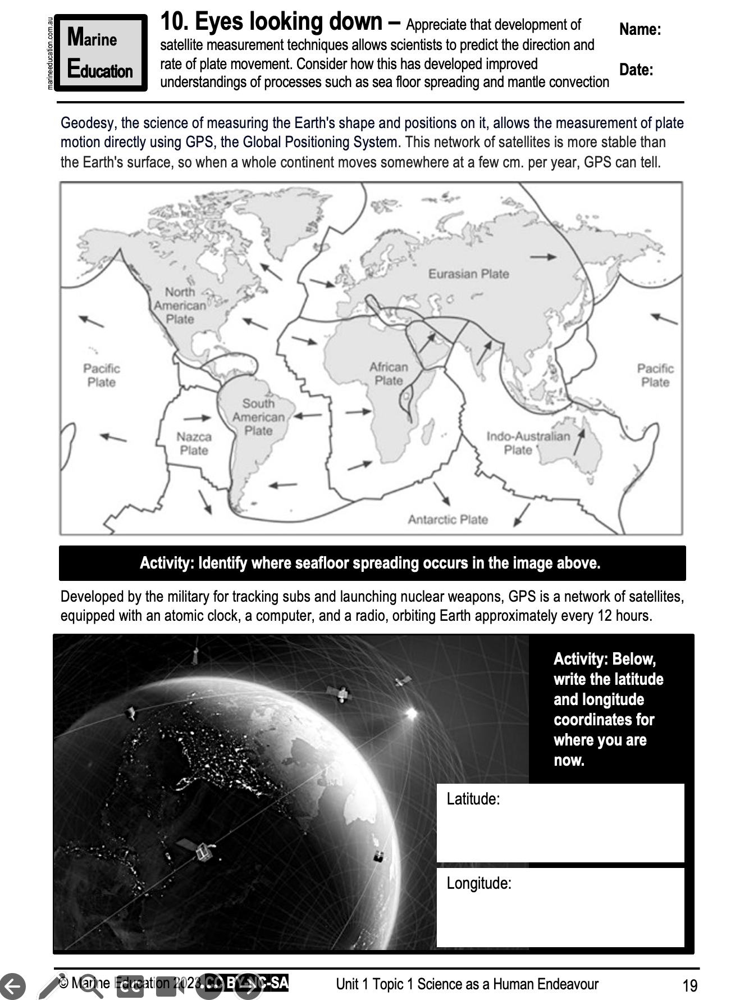 marineeducation.com.au
Marine
Education
10. Eyes looking down – Appreciate that development of
satellite measurement techniques allows scientists to predict the direction and
rate of plate movement. Consider how this has developed improved
understandings of processes such as sea floor spreading and mantle convection
Name:
Date:
Geodesy, the science of measuring the Earth's shape and positions on it, allows the measurement of plate
motion directly using GPS, the Global Positioning System. This network of satellites is more stable than
the Earth's surface, so when a whole continent moves somewhere at a few cm. per year, GPS can tell.
Eurasian Plate
North
American
Plate
Pacific
Plate
African
Plate
Pacific
Plate
South
American
Plate
Nazca
Plate
Indo-Australian
Plate
Antarctic Plate
Activity: Identify where seafloor spreading occurs in the image above.
Developed by the military for tracking subs and launching nuclear weapons, GPS is a network of satellites,
equipped with an atomic clock, a computer, and a radio, orbiting Earth approximately every 12 hours.
Activity: Below,
write the latitude
and longitude
coordinates for
where you are
now.
Latitude:
Longitude:
© Marine Education 2023 CC BY-NC-SA
Unit 1 Topic 1 Science as a Human Endeavour
19
CC